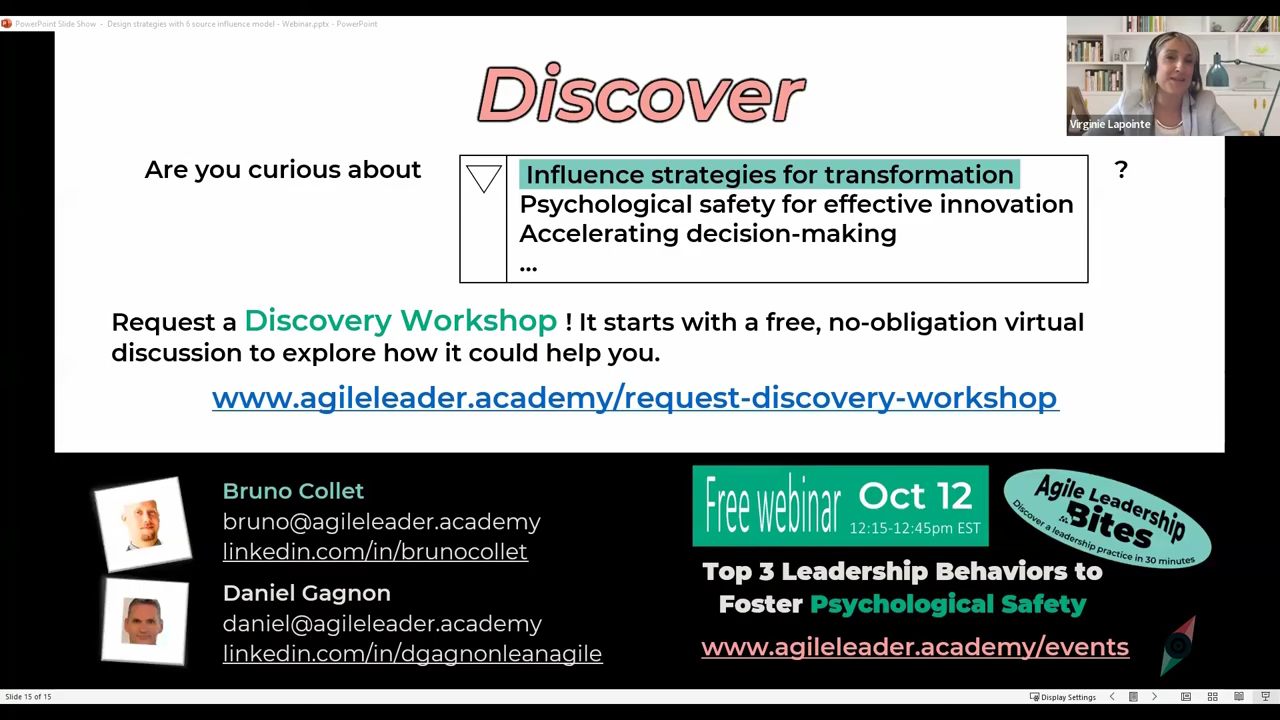 PowerPoint Slide Show - Design strategies with 6 source influence model - Webinar.pptx - PowerPoint
Virginie Lapointe
Discover
Are you curious about
Influence strategies for transformation
?
Psychological safety for effective innovation
Accelerating decision-making
...
Request a Discovery Workshop ! It starts with a free, no-obligation virtual
discussion to explore how it could help you.
www.agileleader.academy/request-discovery-workshop
Bruno Collet
bruno@agileleader.academy
linkedin.com/in/brunocollet
Daniel Gagnon
daniel@agileleader.academy
linkedin.com/in/dgagnonleanagile
Free webinar
Oct 12
12:15-12:45pm EST
Agile Leadership
Bites
Discover a leadership practice in 30 minutes
Top 3 Leadership Behaviors to
Foster Psychological Safety
www.agileleader.academy/events
Slide 15 of 15
Display Settings